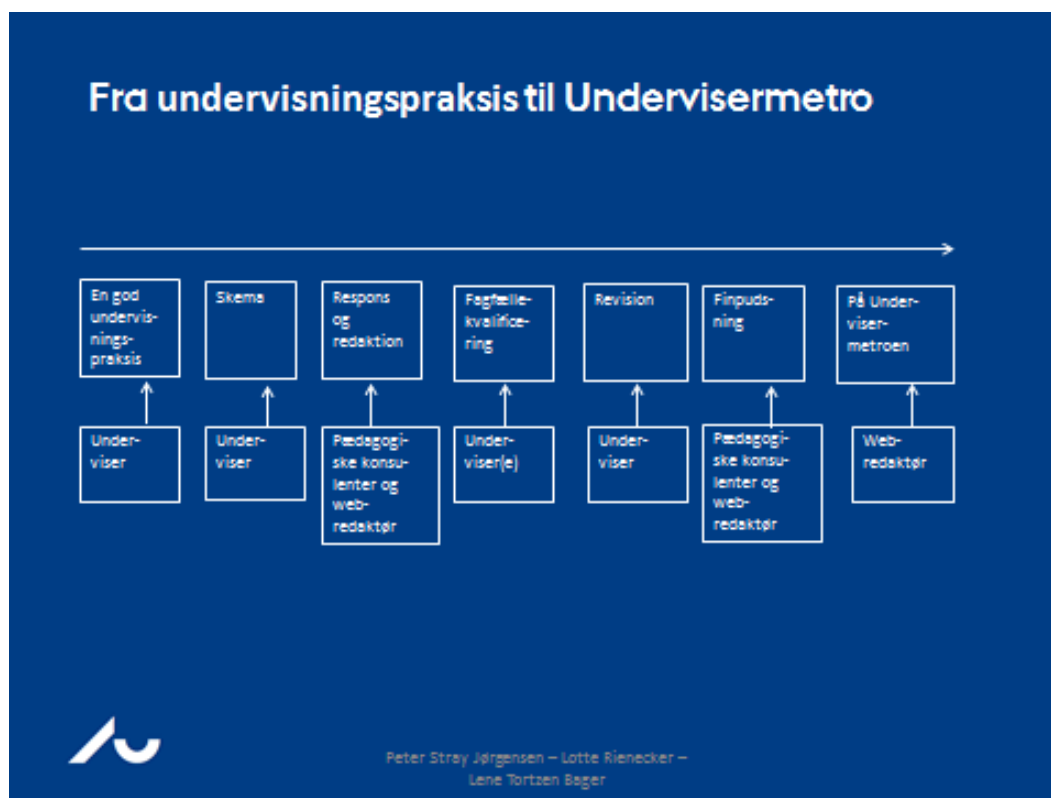 Fra undervisningspraksis til Undervisermetro
En god
undervis-
nings-
praksis
Skema
Respons
og
redaktion
Fagfælle-
kvalifice-
ring
Revision
Finpuds-
ning
På Under-
viser-
metroen
Under-
viser
Under-
viser
Pædagogi-
ske konsu-
lenter og
web-
redaktør
Under-
viser(e)
Under-
viser
Pædagogi-
ske konsu-
lenter og
web-
redaktør
Web-
redaktør
Peter Stray Jørgensen – Lotte Rienecker –
Lene Tortzen Bager